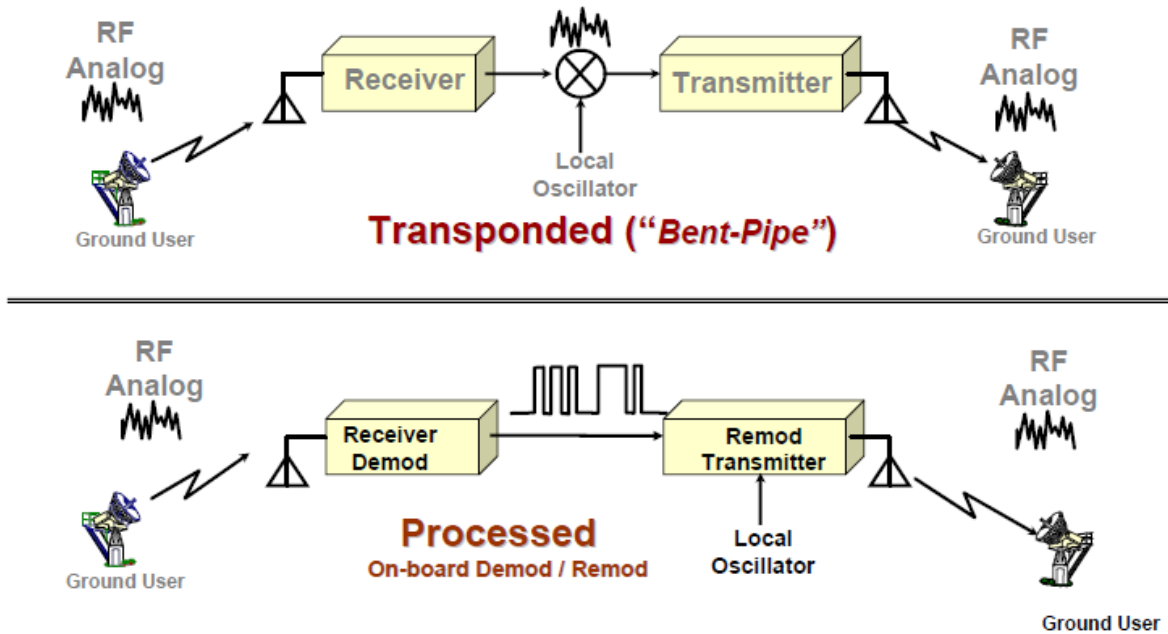 RF
Analog
Receiver
Transmitter
RF
Analog
Local
Oscillator
Ground User
Transponded (“Bent-Pipe”)
Ground User
RF
Analog
RF
Analog
Receiver
Demod
Remod
Transmitter
Processed
On-board Demod / Remod
Local
Oscillator
Ground User
Ground User